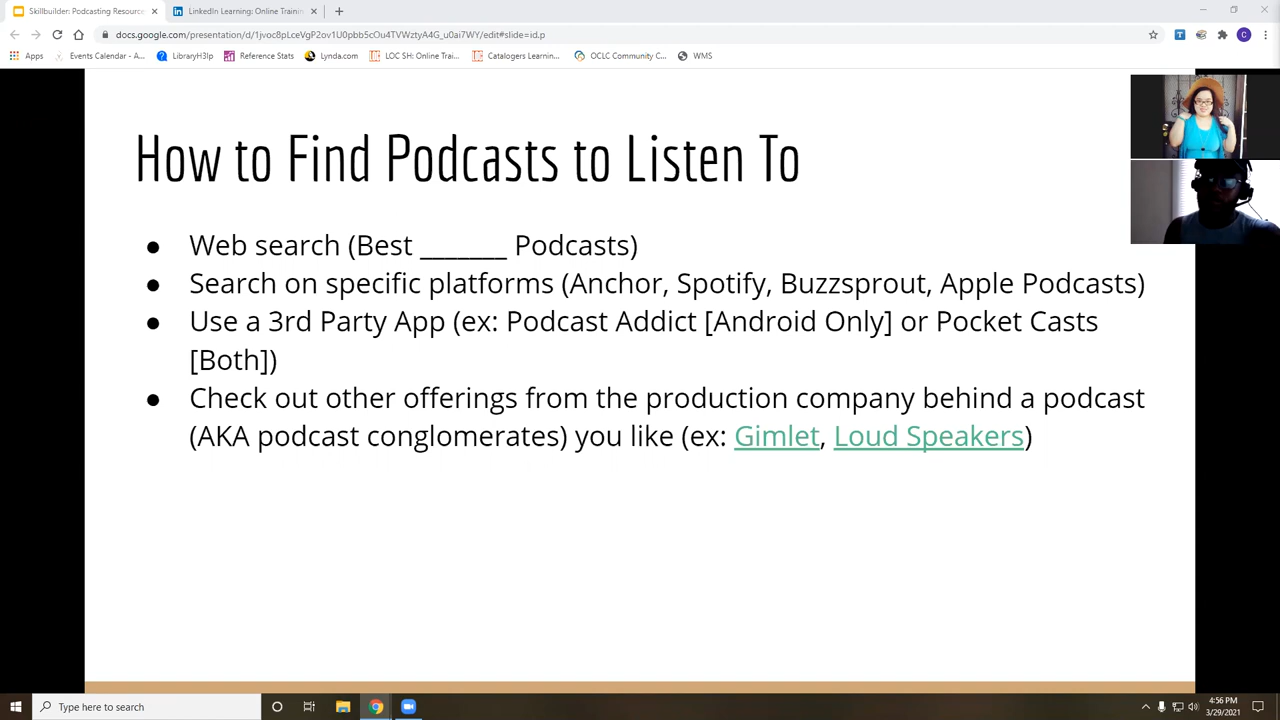 Skillbuilder: Podcasting Resource
LinkedIn Learning: Online Trainin
docs.google.com/presentation/d/1jvoc8pLceVgP2ov1U0pbb5cOu4TVWztyA4G_u0ai7WY/edit#slide=id.p
C
Apps
Events Calendar - A...
LibraryH3lp
Reference Stats
Lynda.com
LOC SH: Online Trai...
Catalogers Learnin...
OCLC Community C...
WMS
How to Find Podcasts to Listen To
● Web search (Best _______ Podcasts)
● Search on specific platforms (Anchor, Spotify, Buzzsprout, Apple Podcasts)
● Use a 3rd Party App (ex: Podcast Addict [Android Only] or Pocket Casts
[Both])
● Check out other offerings from the production company behind a podcast
(AKA podcast conglomerates) you like (ex: Gimlet, Loud Speakers)
Type here to search
4:56 PM
3/29/2021